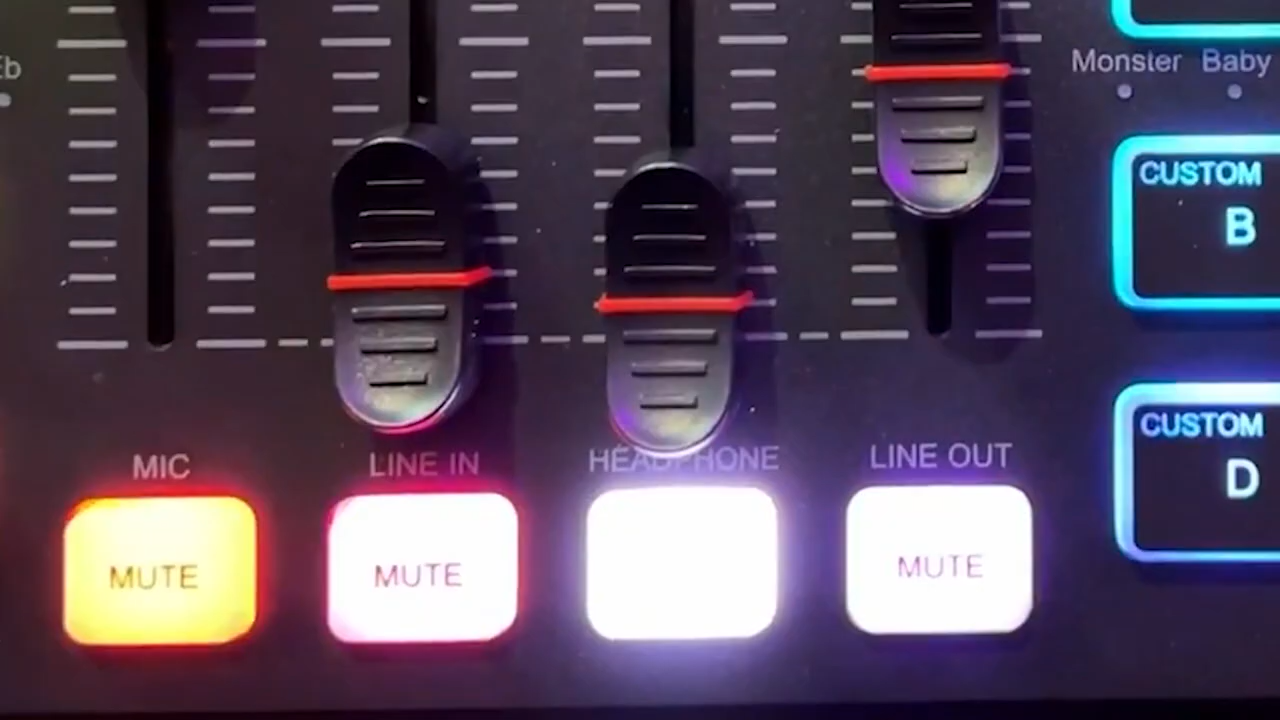 Eb
Monster Baby
CUSTOM
B
CUSTOM
D
MIC LINE IN HEADPHONE LINE OUT
MUTE MUTE MUTE